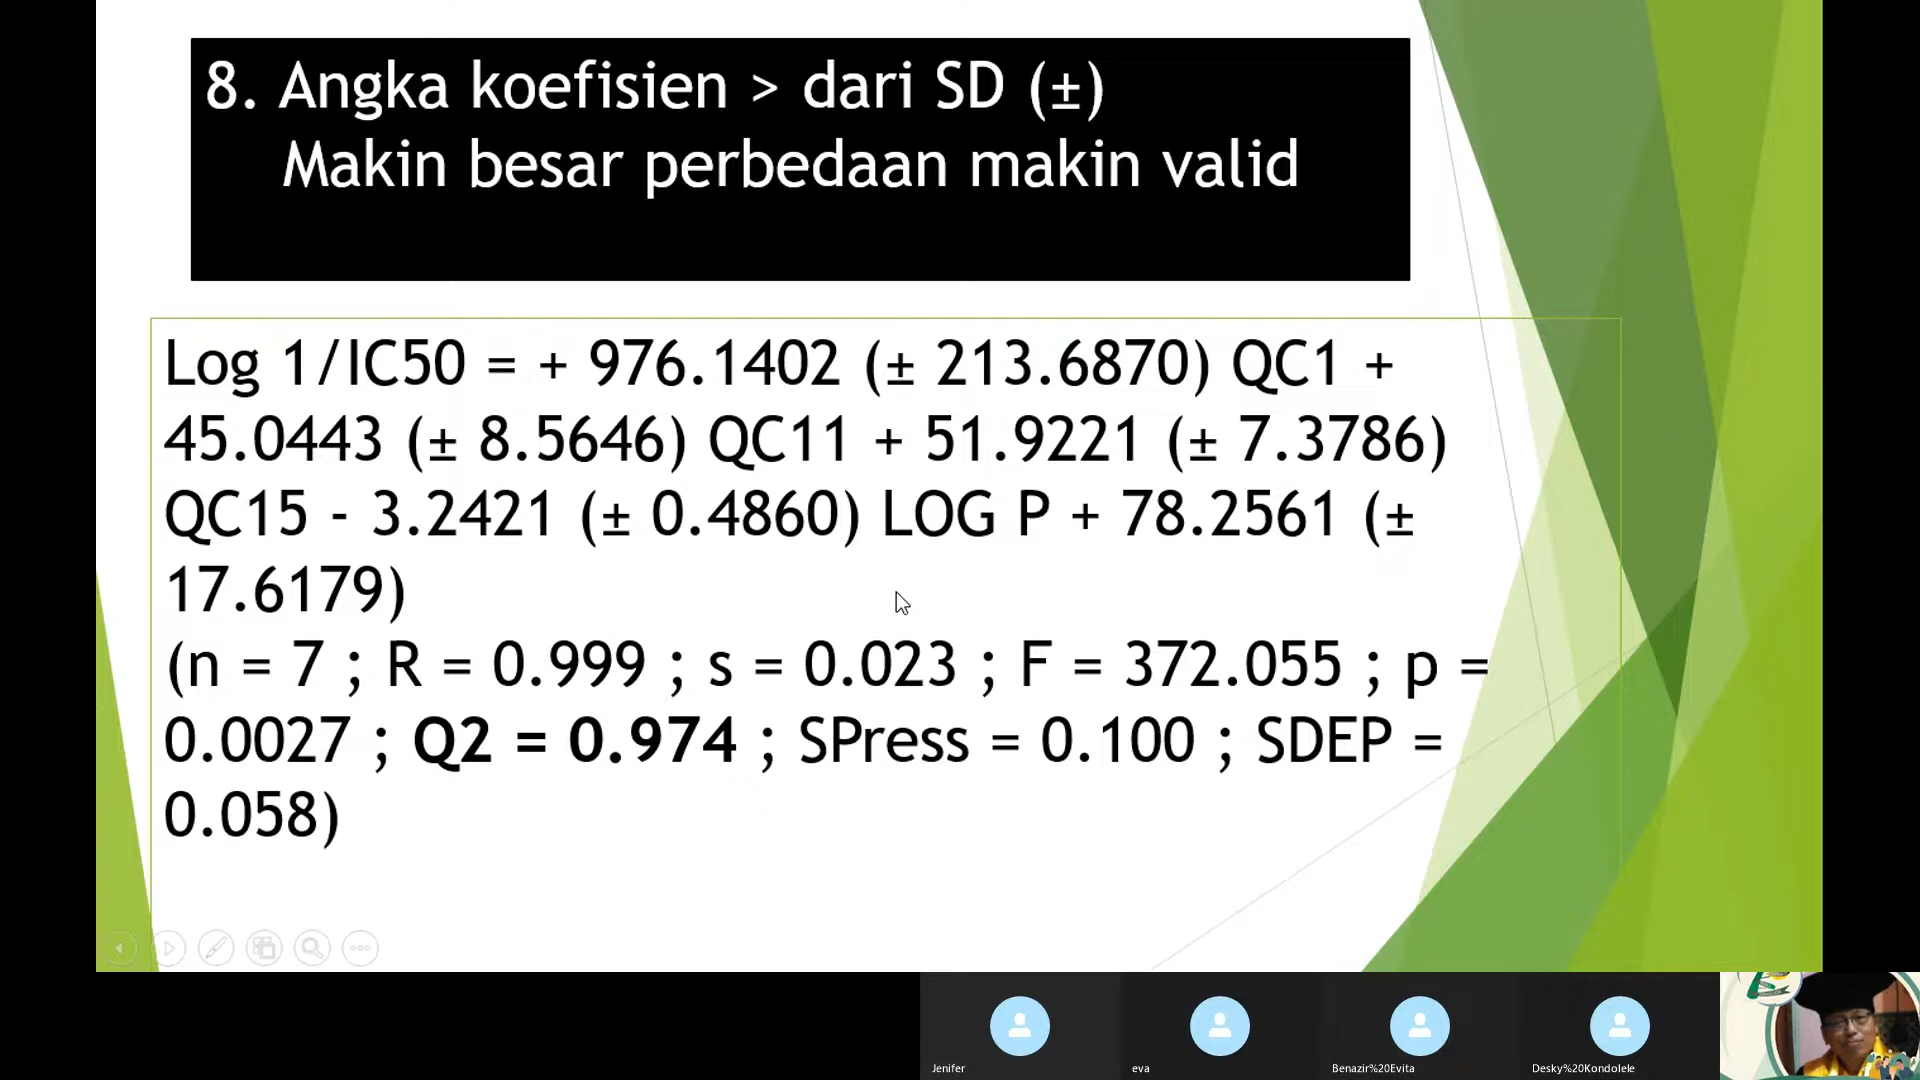 8. Angka koefisien > dari SD (±)
Makin besar perbedaan makin valid
Log 1/IC50 = + 976.1402 (± 213.6870) QC1 +
45.0443 (± 8.5646) QC11 + 51.9221 (± 7.3786)
QC15 - 3.2421 (± 0.4860) LOG P + 78.2561 (±
17.6179)
(n = 7 ; R = 0.999 ; s = 0.023 ; F = 372.055 ; p =
0.0027 ; Q2 = 0.974 ; SPress = 0.100 ; SDEP =
0.058)
Jenifer
eva
Benazir%20Evita
Desky%20Kondolele